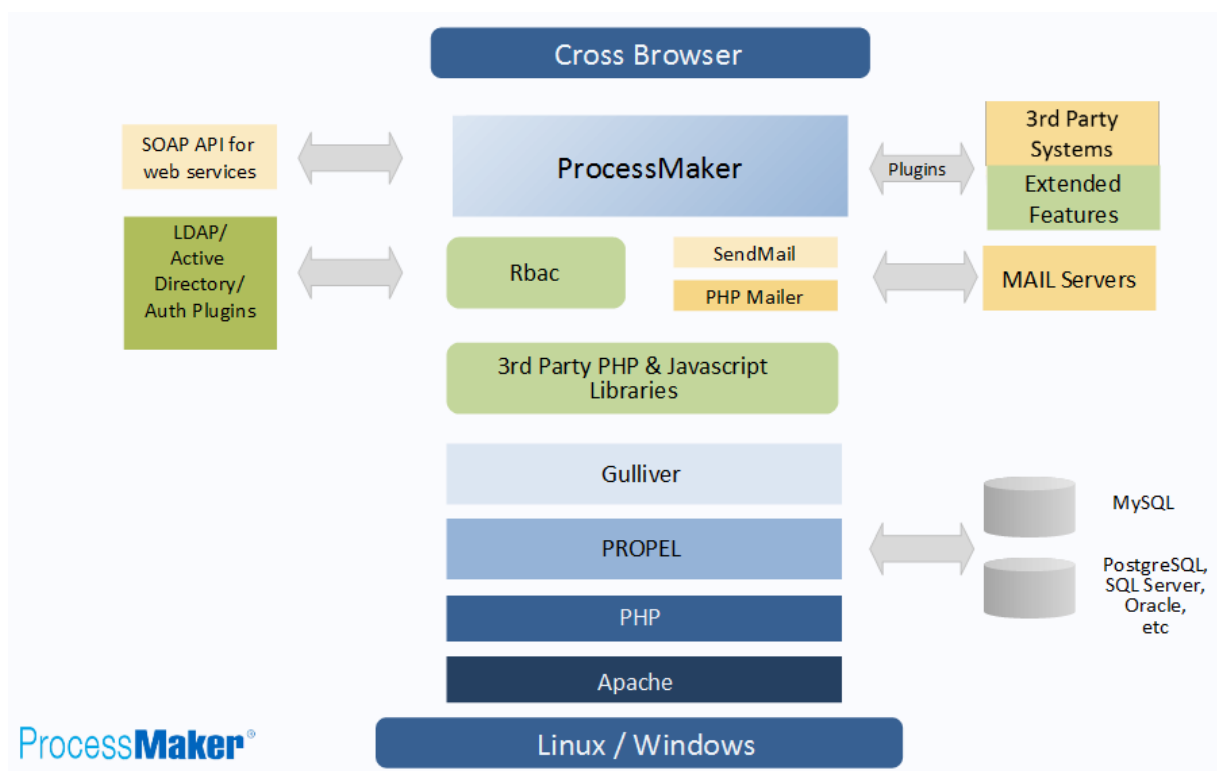 Cross Browser
SOAP API for
web services
ProcessMaker
Plugins
3rd Party
Systems
Extended
Features
LDAP/
Active
Directory/
Auth Plugins
Rbac
SendMail
PHP Mailer
MAIL Servers
3rd Party PHP & Javascript
Libraries
Gulliver
PROPEL
PHP
Apache
MySQL
PostgreSQL,
SQL Server,
Oracle,
etc
Linux / Windows
ProcessMaker®